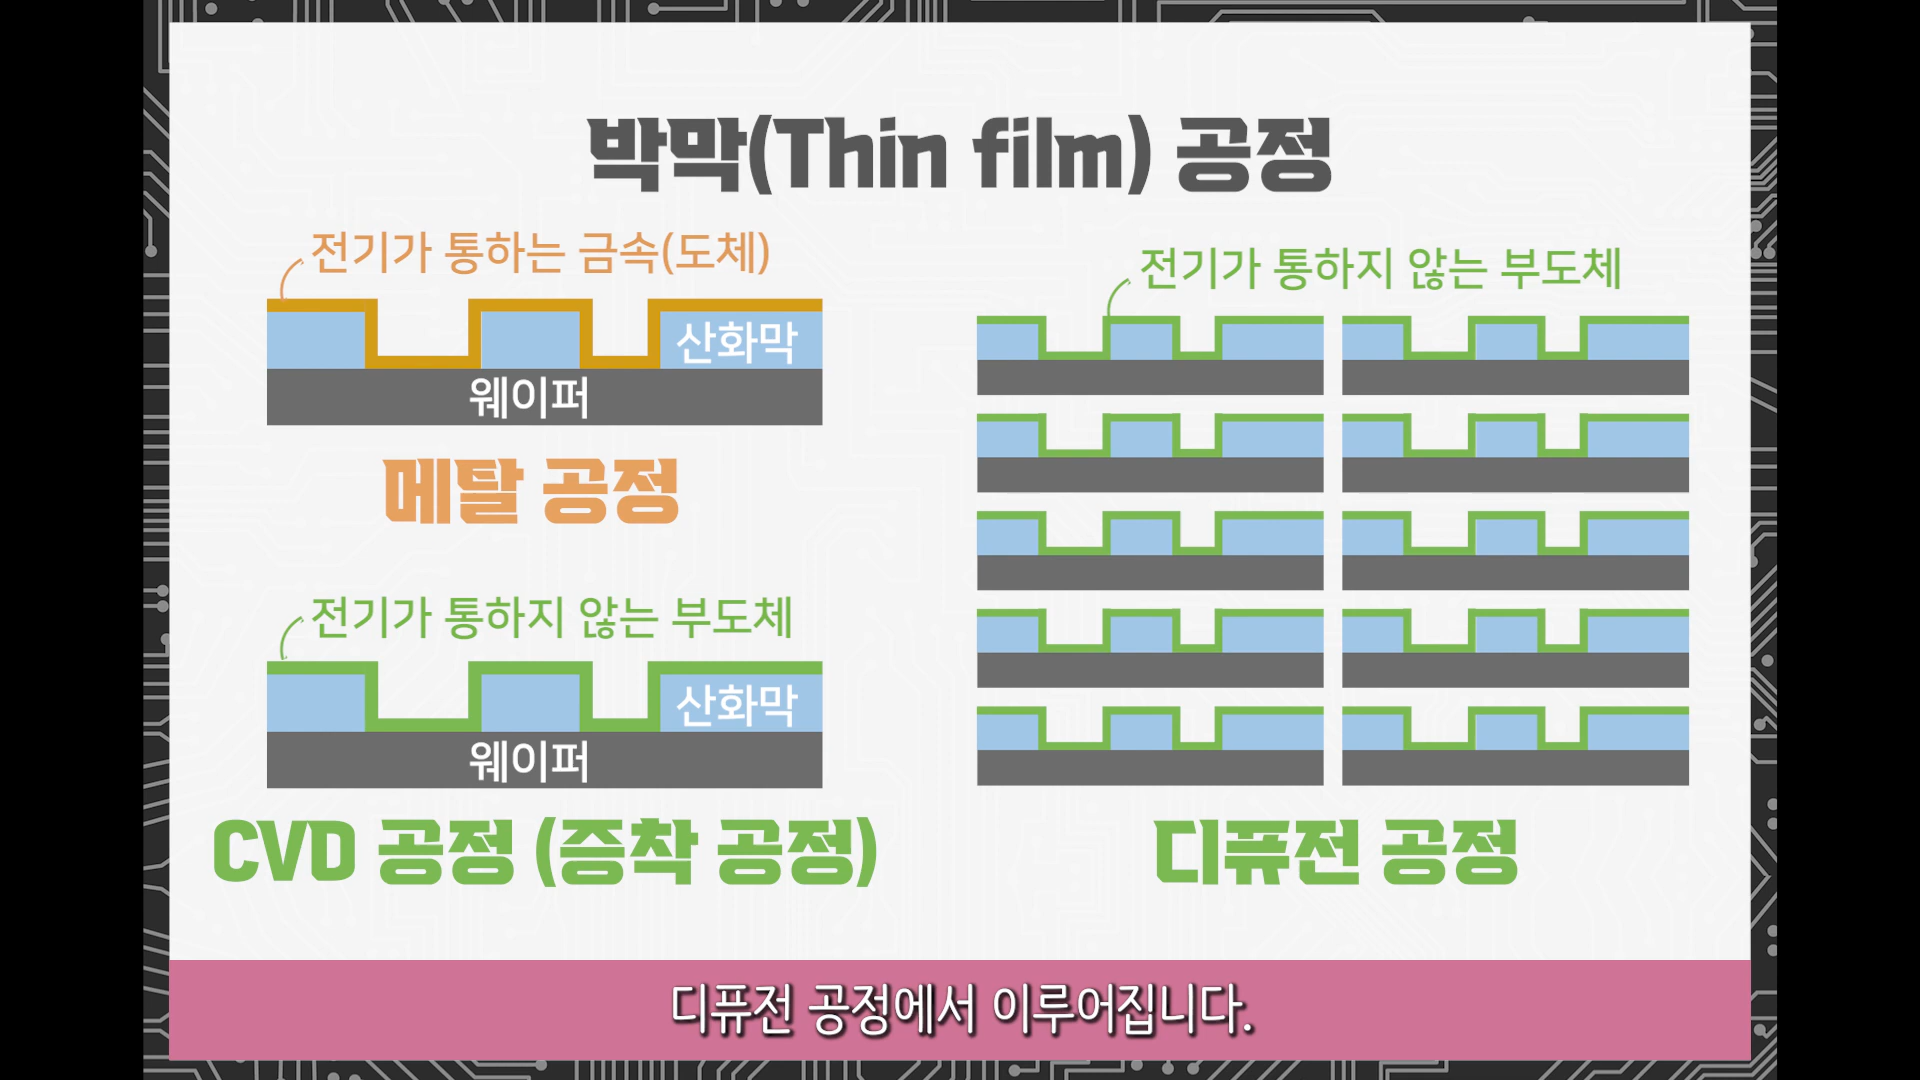 박막(Thin film) 공정
전기가 통하는 금속(도체)
산화막
웨이퍼
메탈 공정
전기가 통하지 않는 부도체
산화막
웨이퍼
CVD 공정 (증착 공정)
전기가 통하지 않는 부도체
디퓨전 공정
디퓨전 공정에서 이루어집니다.